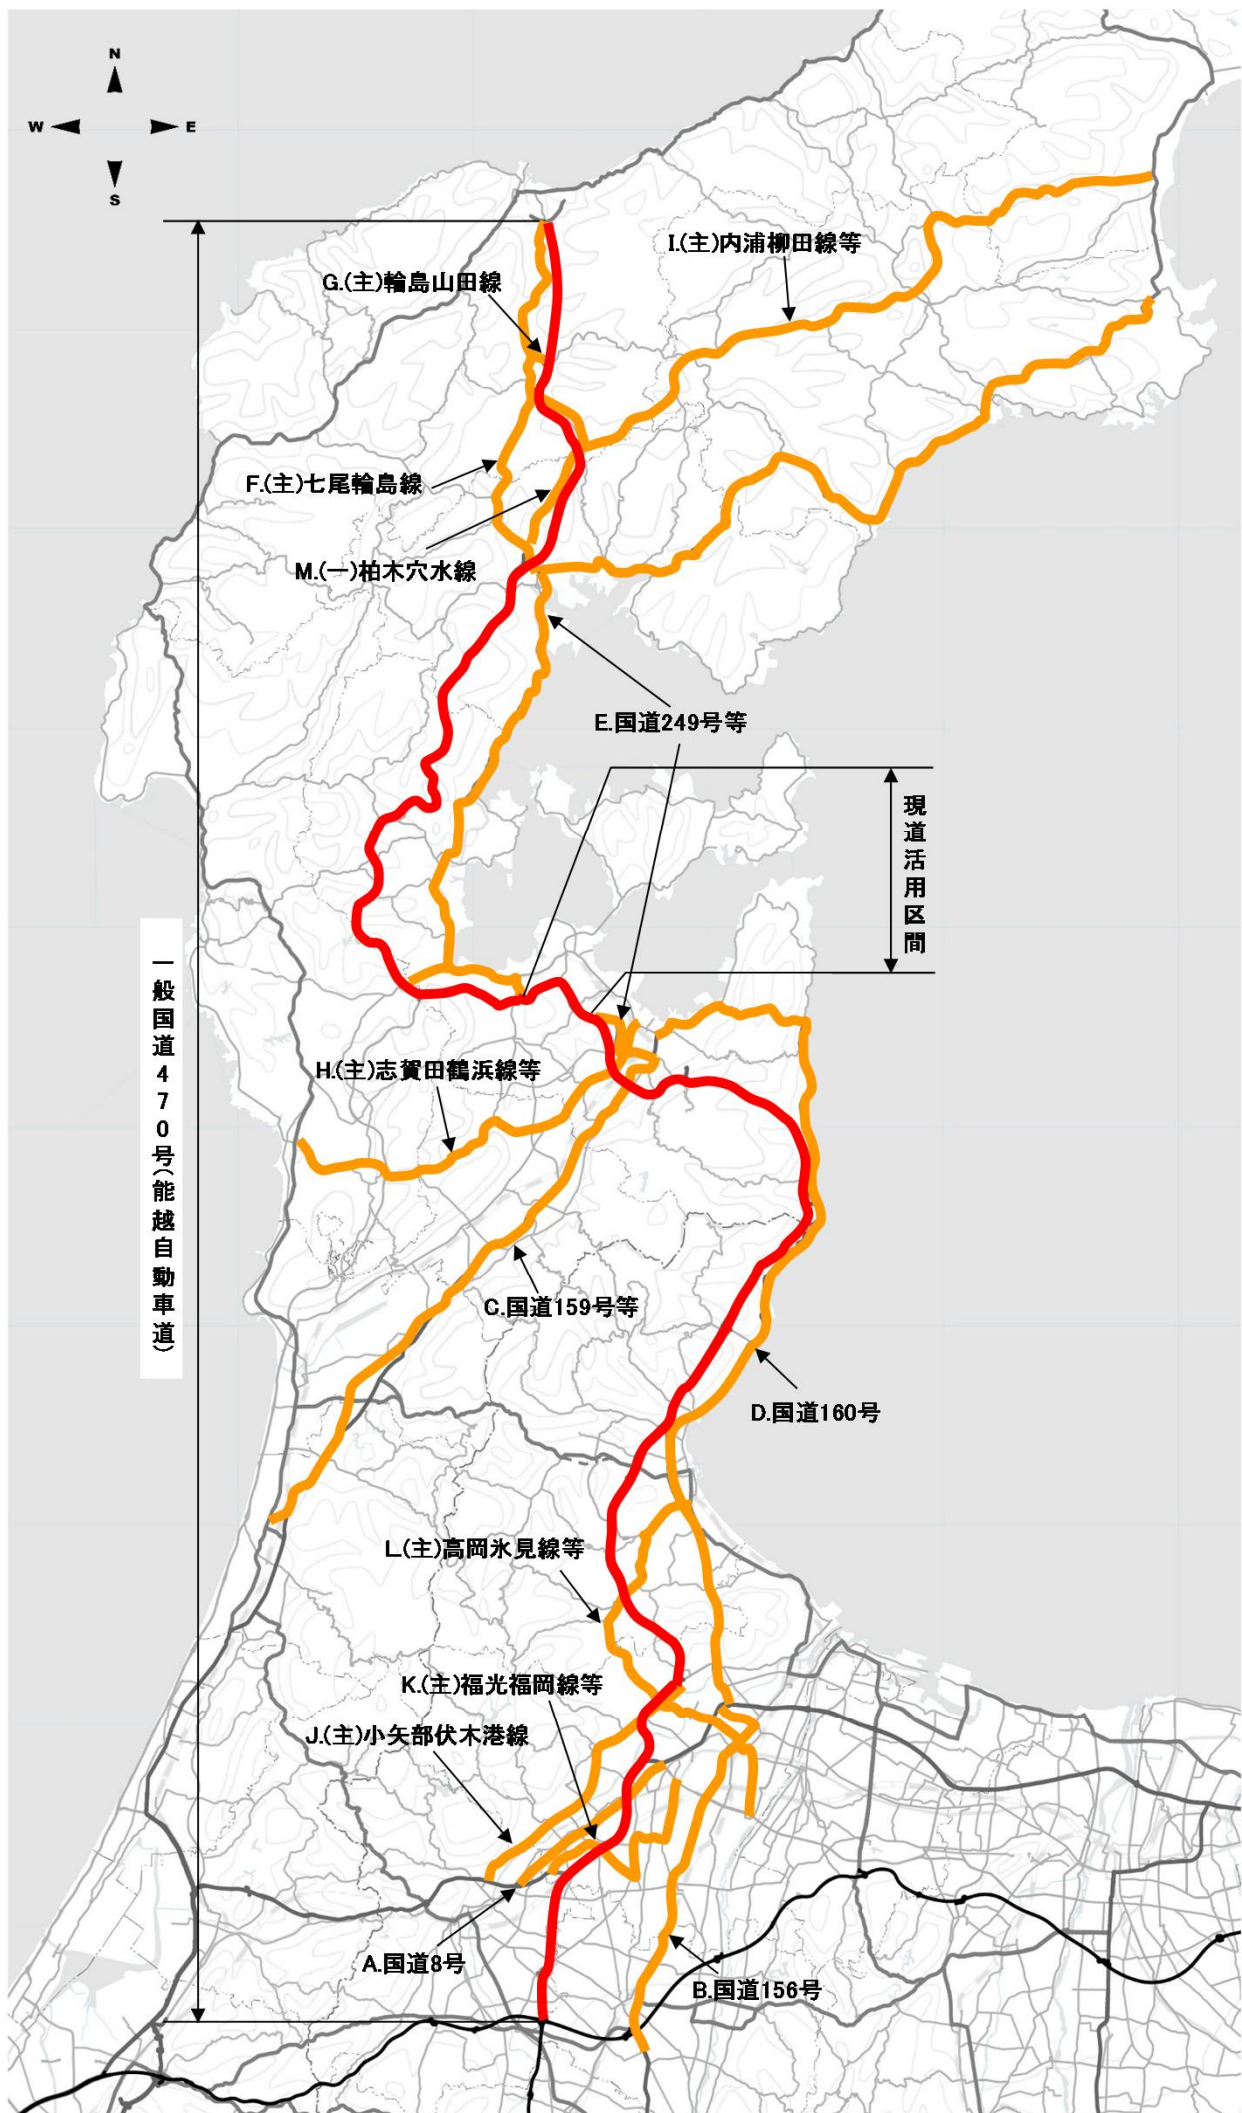 N
W E
S
I.(主)内浦柳田線等
G.(主)輪島山田線
F.(主)七尾輪島線
M.(一)柏木穴水線
E.国道249号等
現道活用区間
一般国道470号(能越自動車道)
H.(主)志賀田鶴浜線等
C.国道159号等
D.国道160号
L(主)高岡氷見線等
K.(主)福光福岡線等
J.(主)小矢部伏木港線
A.国道8号
B.国道156号